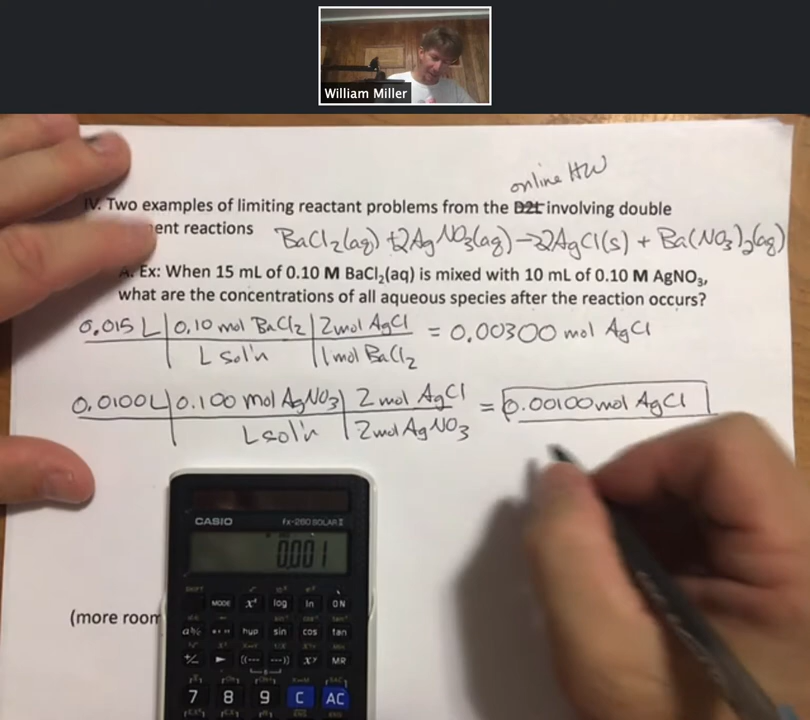 William Miller
online HW
IV. Two examples of limiting reactant problems from the D2L involving double
ent reactions BaCl₂(aq) + 2AgNO₃(aq) → 2AgCl(s) + Ba(NO₃)₂(aq)
A. Ex: When 15 mL of 0.10 M BaCl₂(aq) is mixed with 10 mL of 0.10 M AgNO₃,
what are the concentrations of all aqueous species after the reaction occurs?
0.015 L | 0.10 mol BaCl₂ | 2 mol AgCl = 0.00300 mol AgCl
L sol'n | 1 mol BaCl₂
0.0100L | 0.100 mol AgNO₃ | 2 mol AgCl = 0.00100 mol AgCl
L sol'n | 2 mol AgNO₃
CASIO fx-260 SOLAR II
0.001
MODE log ln ON
hyp sin cos tan
+/- ► ((--- ---)) MR
7 8 9 C AC
(more room